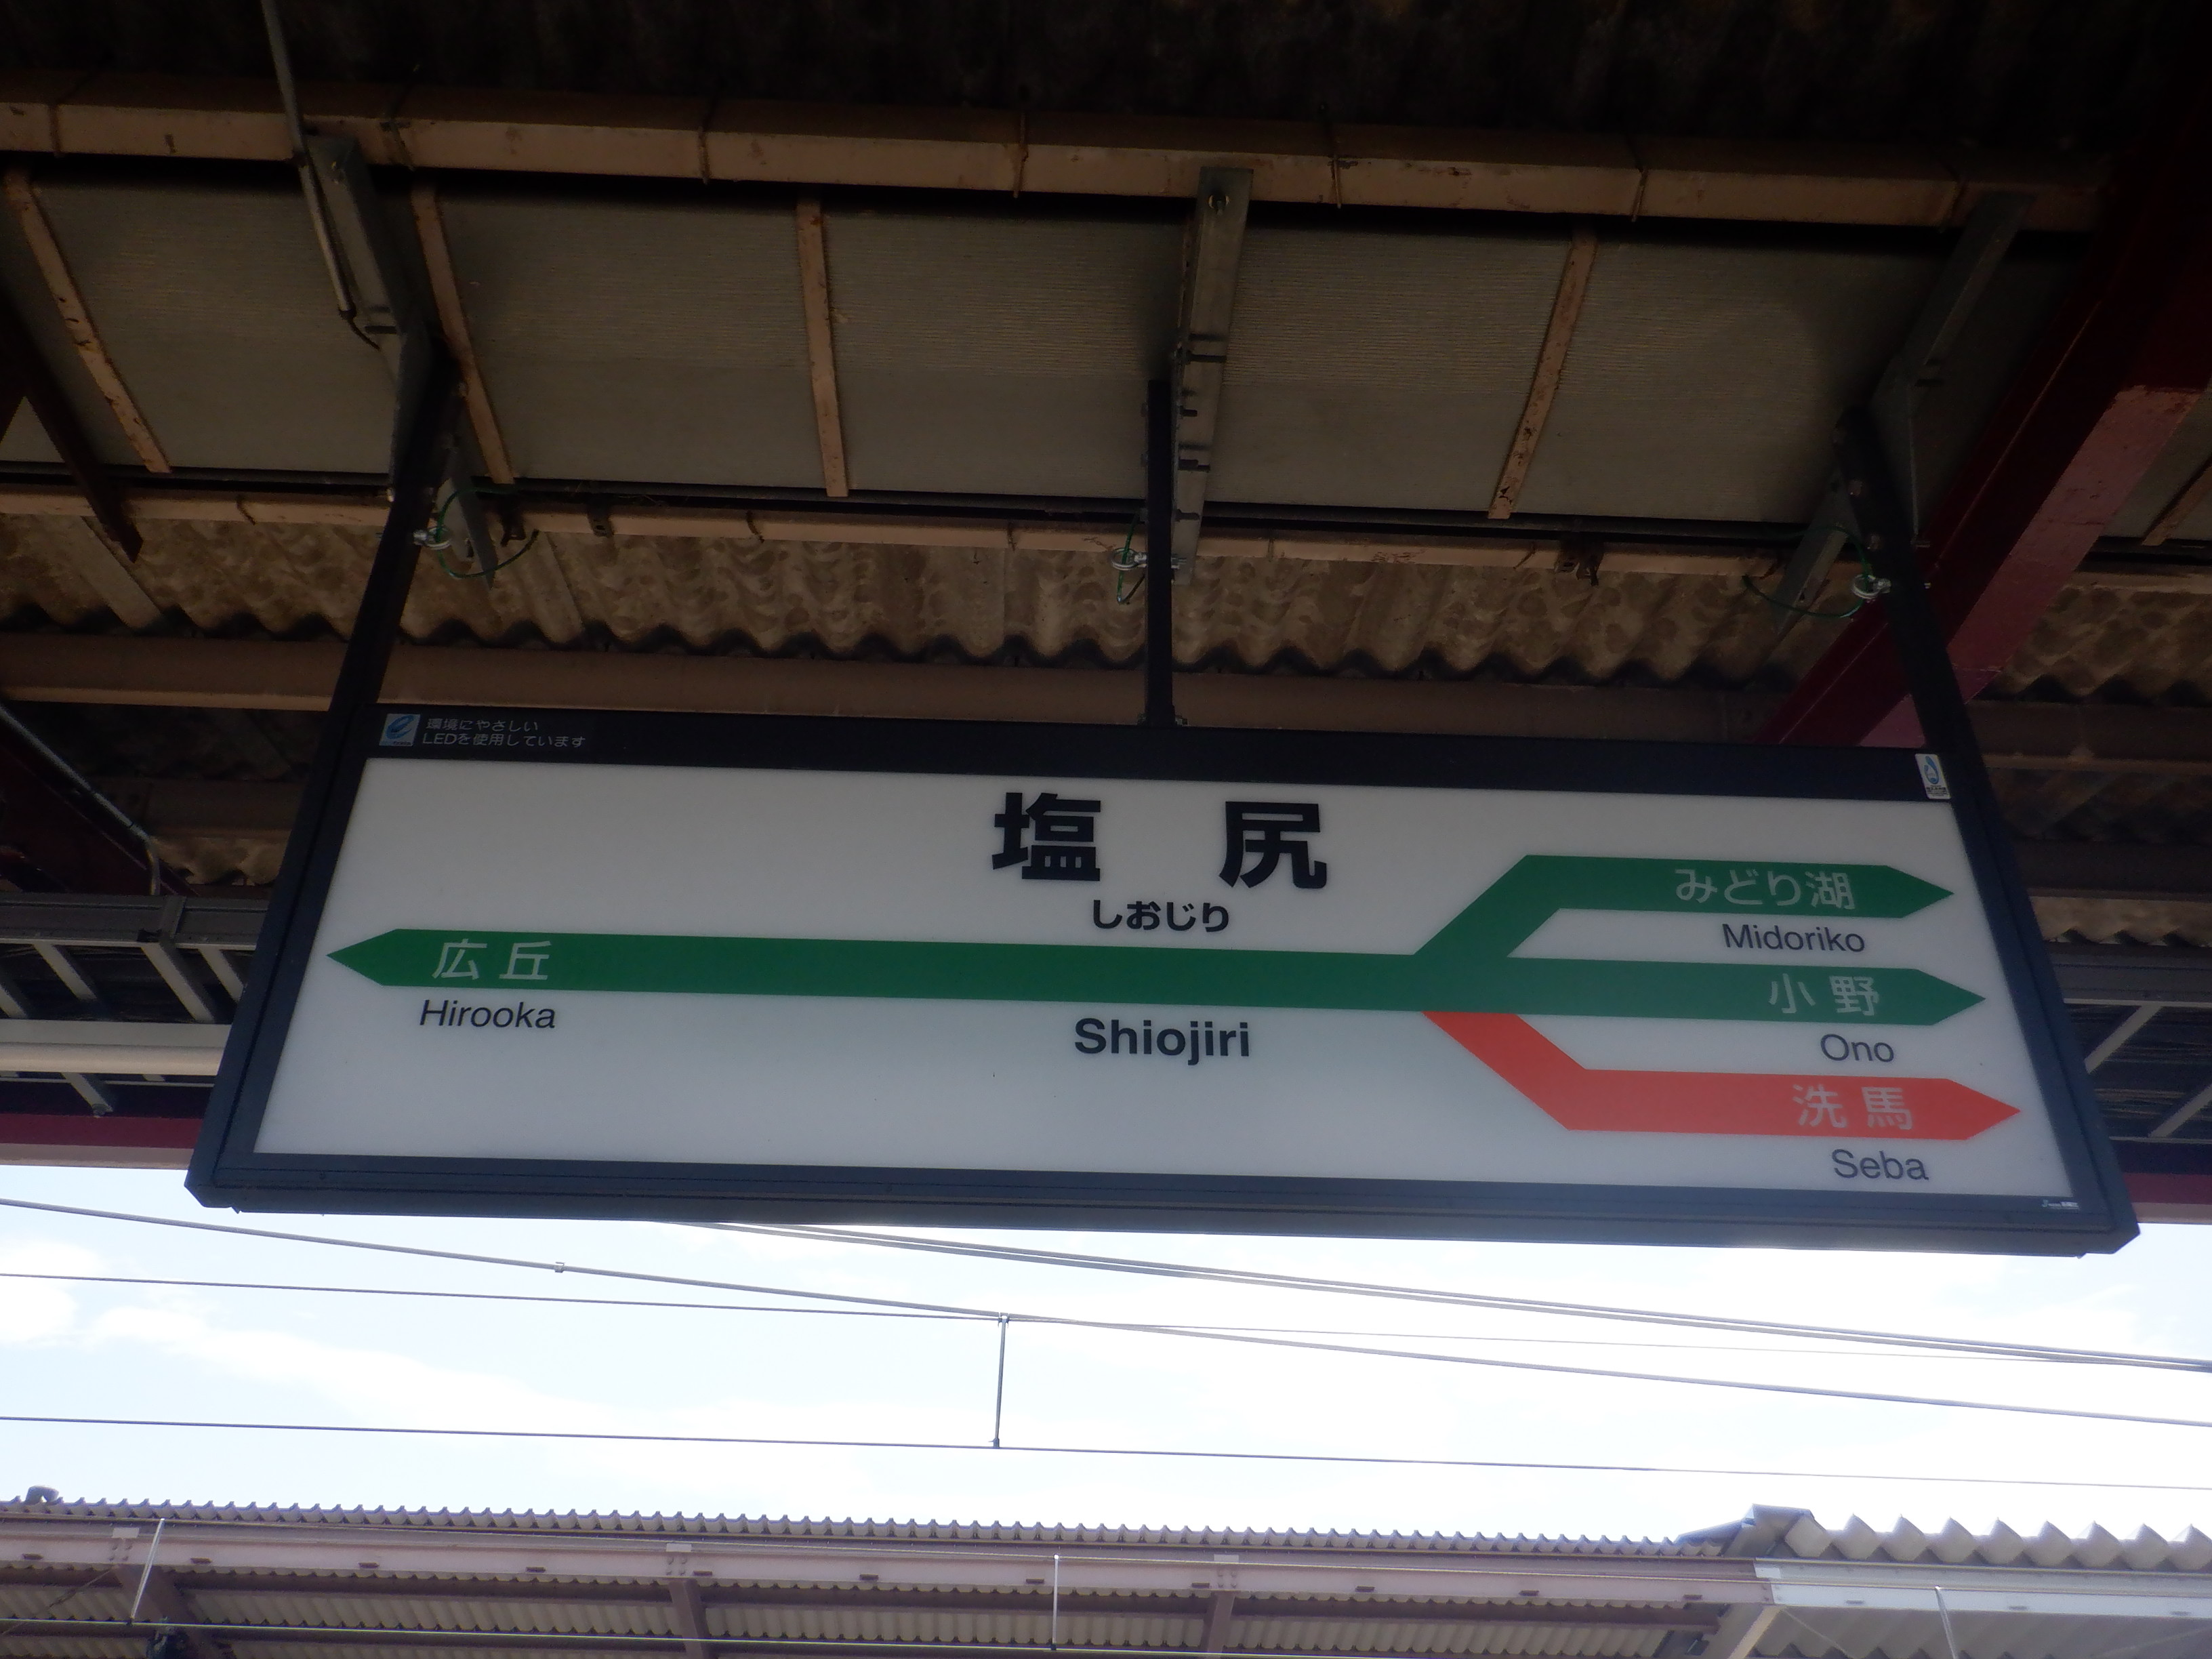 環境にやさしい
LEDを使用しています
塩尻
しおじり
みどり湖
Midoriko
広丘
Hirooka
小野
Ono
Shiojiri
洗馬
Seba